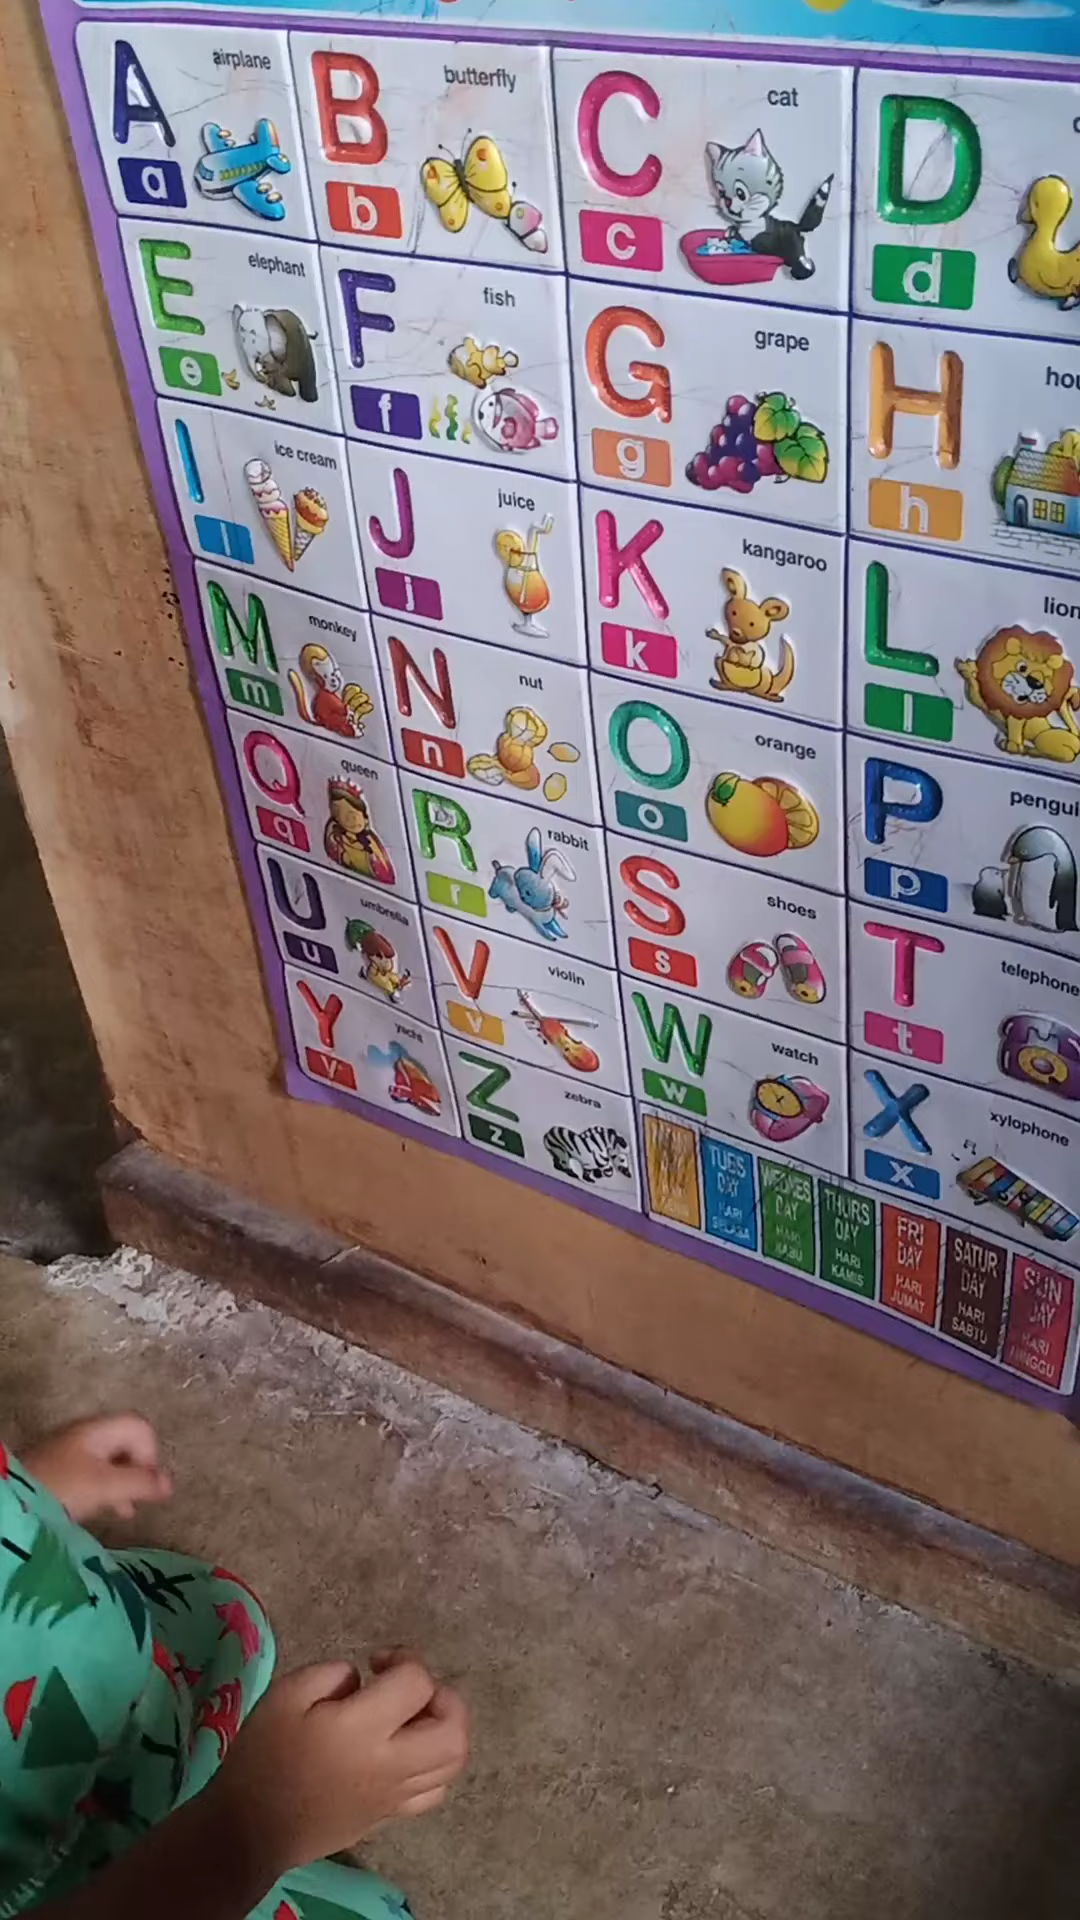 A airplane
a
B butterfly
b
C cat
c
D
d
E elephant
e
F fish
f
G grape
g
H
h
I ice cream
i
J juice
j
K kangaroo
k
L lion
l
M monkey
m
N nut
n
O orange
o
P pengui
p
Q queen
q
R rabbit
r
S shoes
s
T telephone
t
U umbrella
u
V violin
v
W watch
w
X xylophone
x
Y yacht
y
Z zebra
z
TUES
DAY
HARI
SELASA
WEDNES
DAY
HARI
RABU
THURS
DAY
HARI
KAMIS
FRI
DAY
HARI
JUMAT
SATUR
DAY
HARI
SABTU
SUN
DAY
HARI
MINGGU